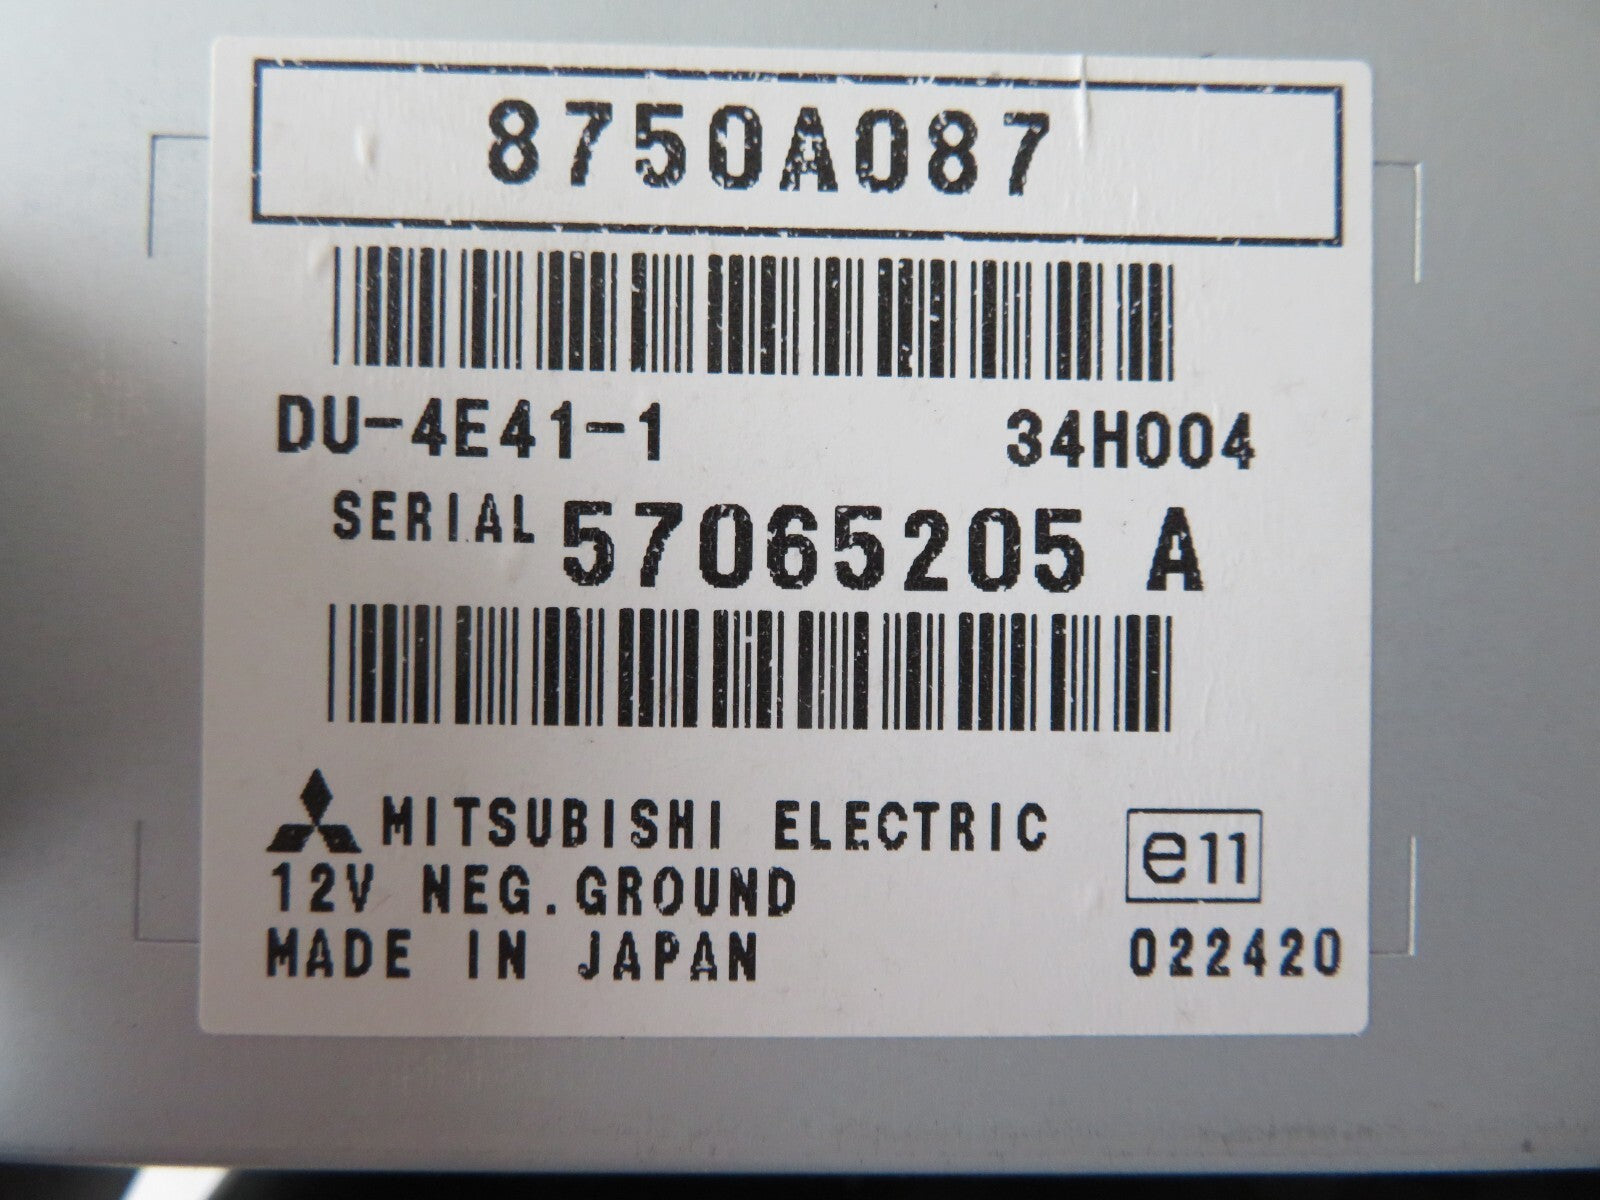 8750A087
DU-4E41-1 34H004
SERIAL 57065205 A
MITSUBISHI ELECTRIC e11
12V NEG.GROUND
MADE IN JAPAN 022420